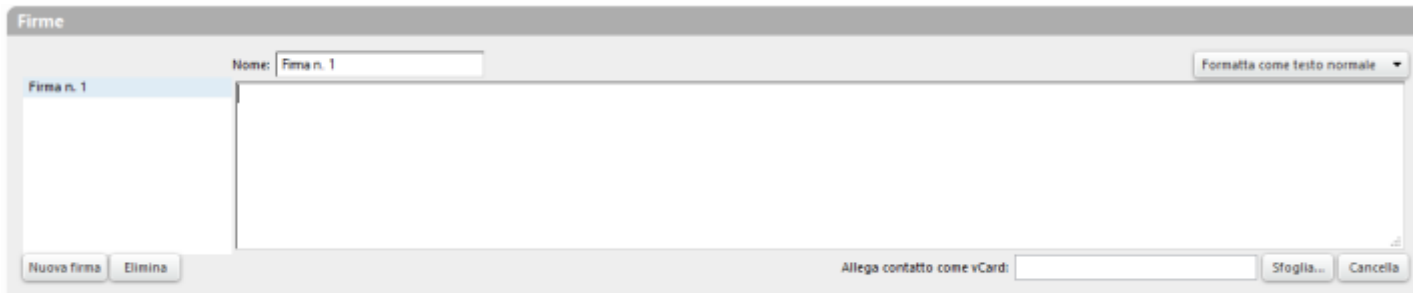 Firme
Nome: Firma n. 1 Formatta come testo normale
Firma n. 1
Nuova firma Elimina Allega contatto come vCard: Sfoglia... Cancella